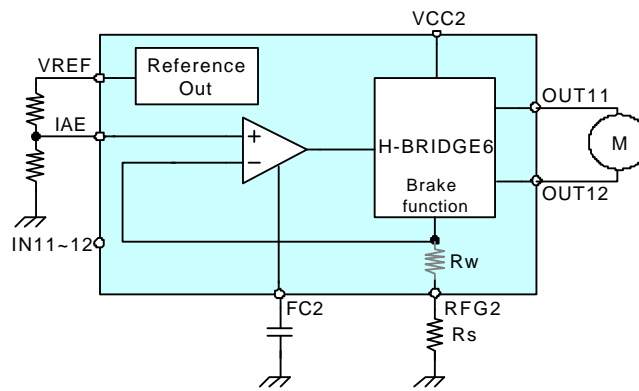 VCC2
VREF
Reference
Out
OUT11
IAE
+
−
H-BRIDGE6
M
Brake
function
OUT12
IN11~12
Rw
FC2
RFG2
Rs